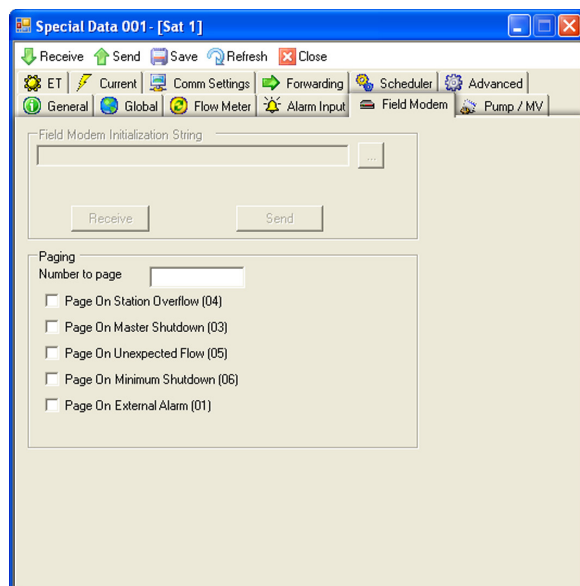 Special Data 001- [Sat 1]
Receive Send Save Refresh Close
ET Current Comm Settings Forwarding Scheduler Advanced
General Global Flow Meter Alarm Input Field Modem Pump / MV
Field Modem Initialization String
...
Receive Send
Paging
Number to page
Page On Station Overflow (04)
Page On Master Shutdown (03)
Page On Unexpected Flow (05)
Page On Minimum Shutdown (06)
Page On External Alarm (01)